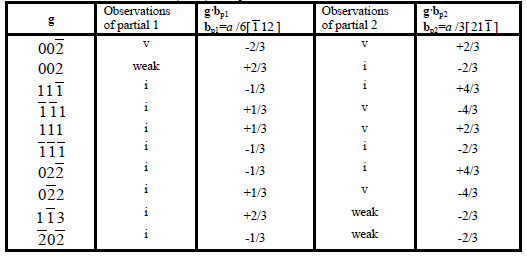 g Observations g·bp1 Observations g·bp2
of partial 1 bp1=a /6[1̅12] of partial 2 bp2=a /3[211̅]
002̅ v -2/3 v +2/3
002 weak +2/3 i -2/3
111̅ i -1/3 i +4/3
1̅1̅1 i +1/3 v -4/3
111 i +1/3 v +2/3
1̅1̅1̅ i -1/3 i -2/3
022̅ i -1/3 i +4/3
02̅2 i +1/3 v -4/3
11̅3 i +2/3 weak -2/3
2̅02̅ i -1/3 weak -2/3